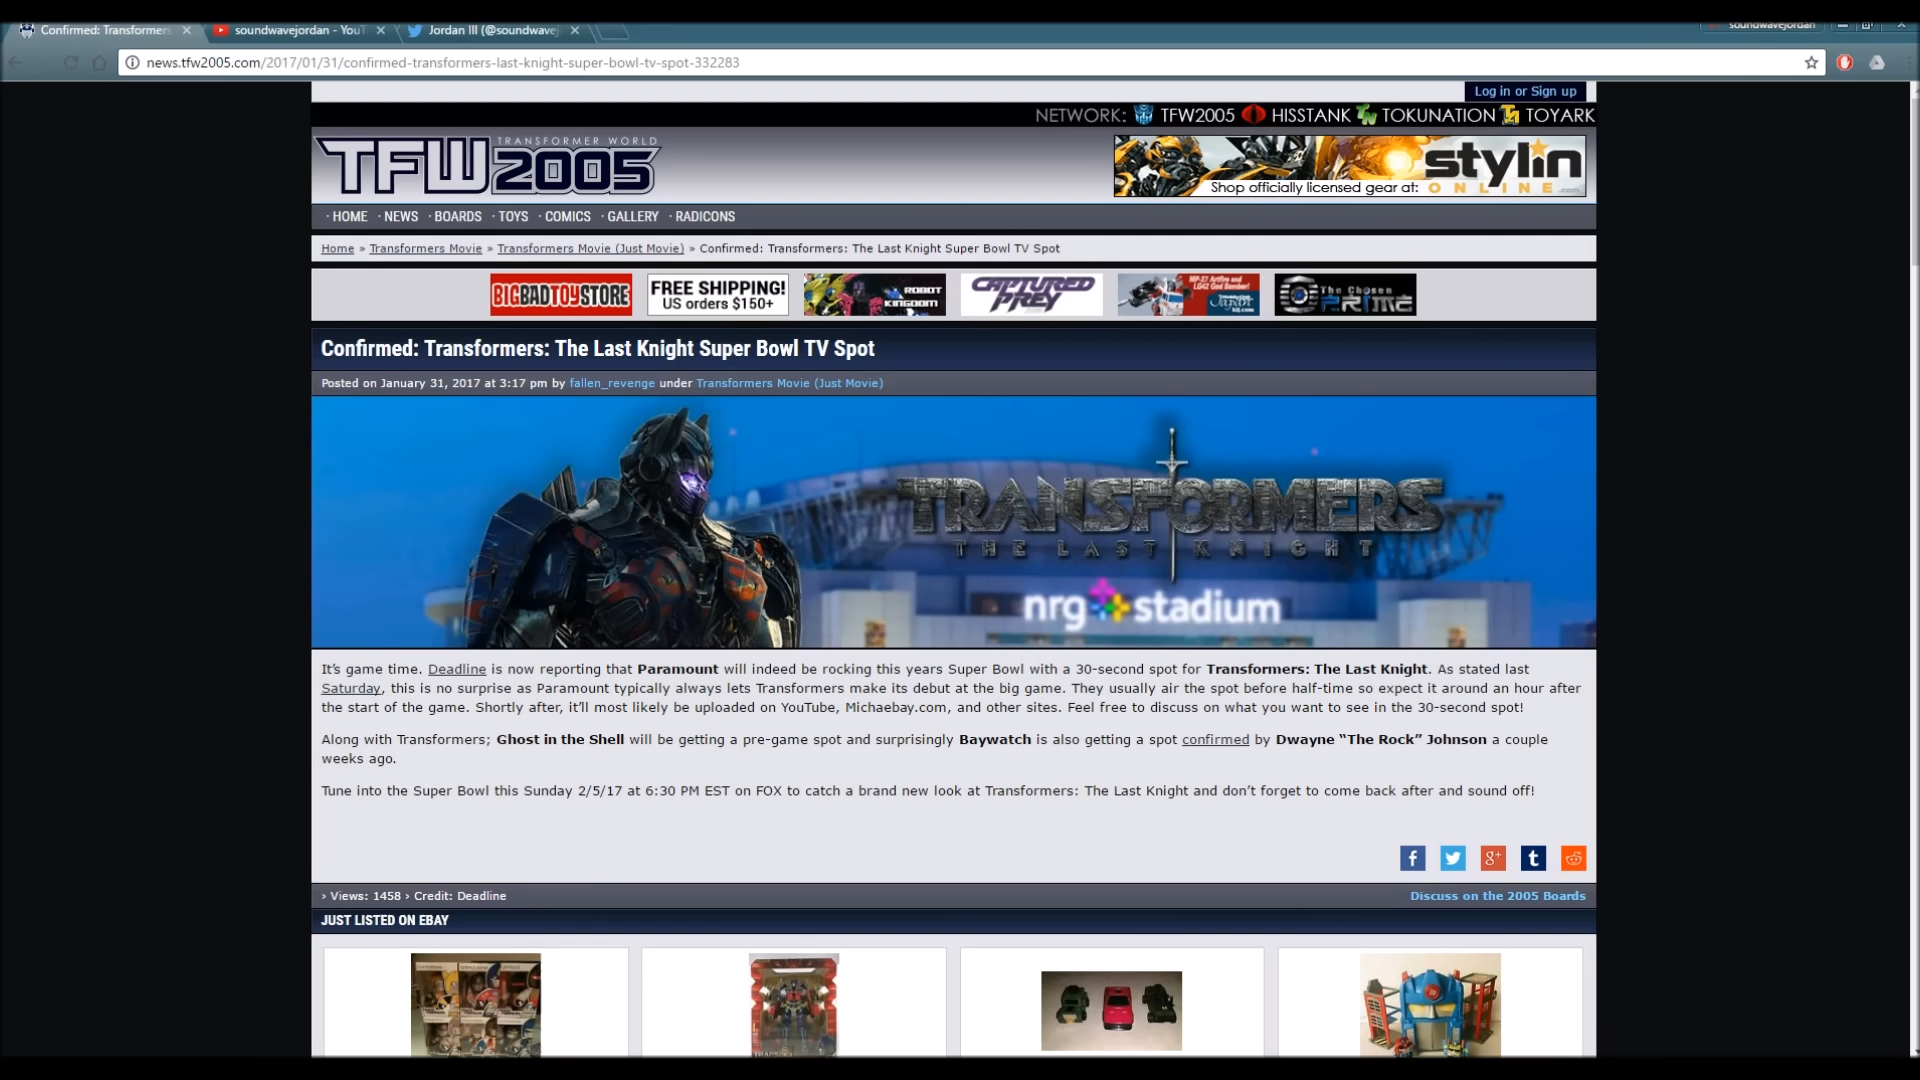 Confirmed: Transformers
soundwavejordan - YouT
Jordan III (@soundwavej
soundwavejordan
news.tfw2005.com/2017/01/31/confirmed-transformers-last-knight-super-bowl-tv-spot-332283
Log in or Sign up
NETWORK: TFW2005 HISSTANK TOKUNATION TOYARK
TRANSFORMER WORLD
TFW2005
stylin
ONLINE.com
Shop officially licensed gear at:
· HOME · NEWS · BOARDS · TOYS · COMICS · GALLERY · RADICONS
Home » Transformers Movie » Transformers Movie (Just Movie) » Confirmed: Transformers: The Last Knight Super Bowl TV Spot
BIGBADTOYSTORE
FREE SHIPPING!
US orders $150+
ROBOT
KINGDOM
CAPTURED
PREY
The Chosen
PRIME
Confirmed: Transformers: The Last Knight Super Bowl TV Spot
Posted on January 31, 2017 at 3:17 pm by fallen_revenge under Transformers Movie (Just Movie)
TRANSFORMERS
THE LAST KNIGHT
nrg stadium
It’s game time. Deadline is now reporting that Paramount will indeed be rocking this years Super Bowl with a 30-second spot for Transformers: The Last Knight. As stated last
Saturday, this is no surprise as Paramount typically always lets Transformers make its debut at the big game. They usually air the spot before half-time so expect it around an hour after
the start of the game. Shortly after, it’ll most likely be uploaded on YouTube, Michaebay.com, and other sites. Feel free to discuss on what you want to see in the 30-second spot!
Along with Transformers; Ghost in the Shell will be getting a pre-game spot and surprisingly Baywatch is also getting a spot confirmed by Dwayne “The Rock” Johnson a couple
weeks ago.
Tune into the Super Bowl this Sunday 2/5/17 at 6:30 PM EST on FOX to catch a brand new look at Transformers: The Last Knight and don’t forget to come back after and sound off!
› Views: 1458 › Credit: Deadline
Discuss on the 2005 Boards
JUST LISTED ON EBAY